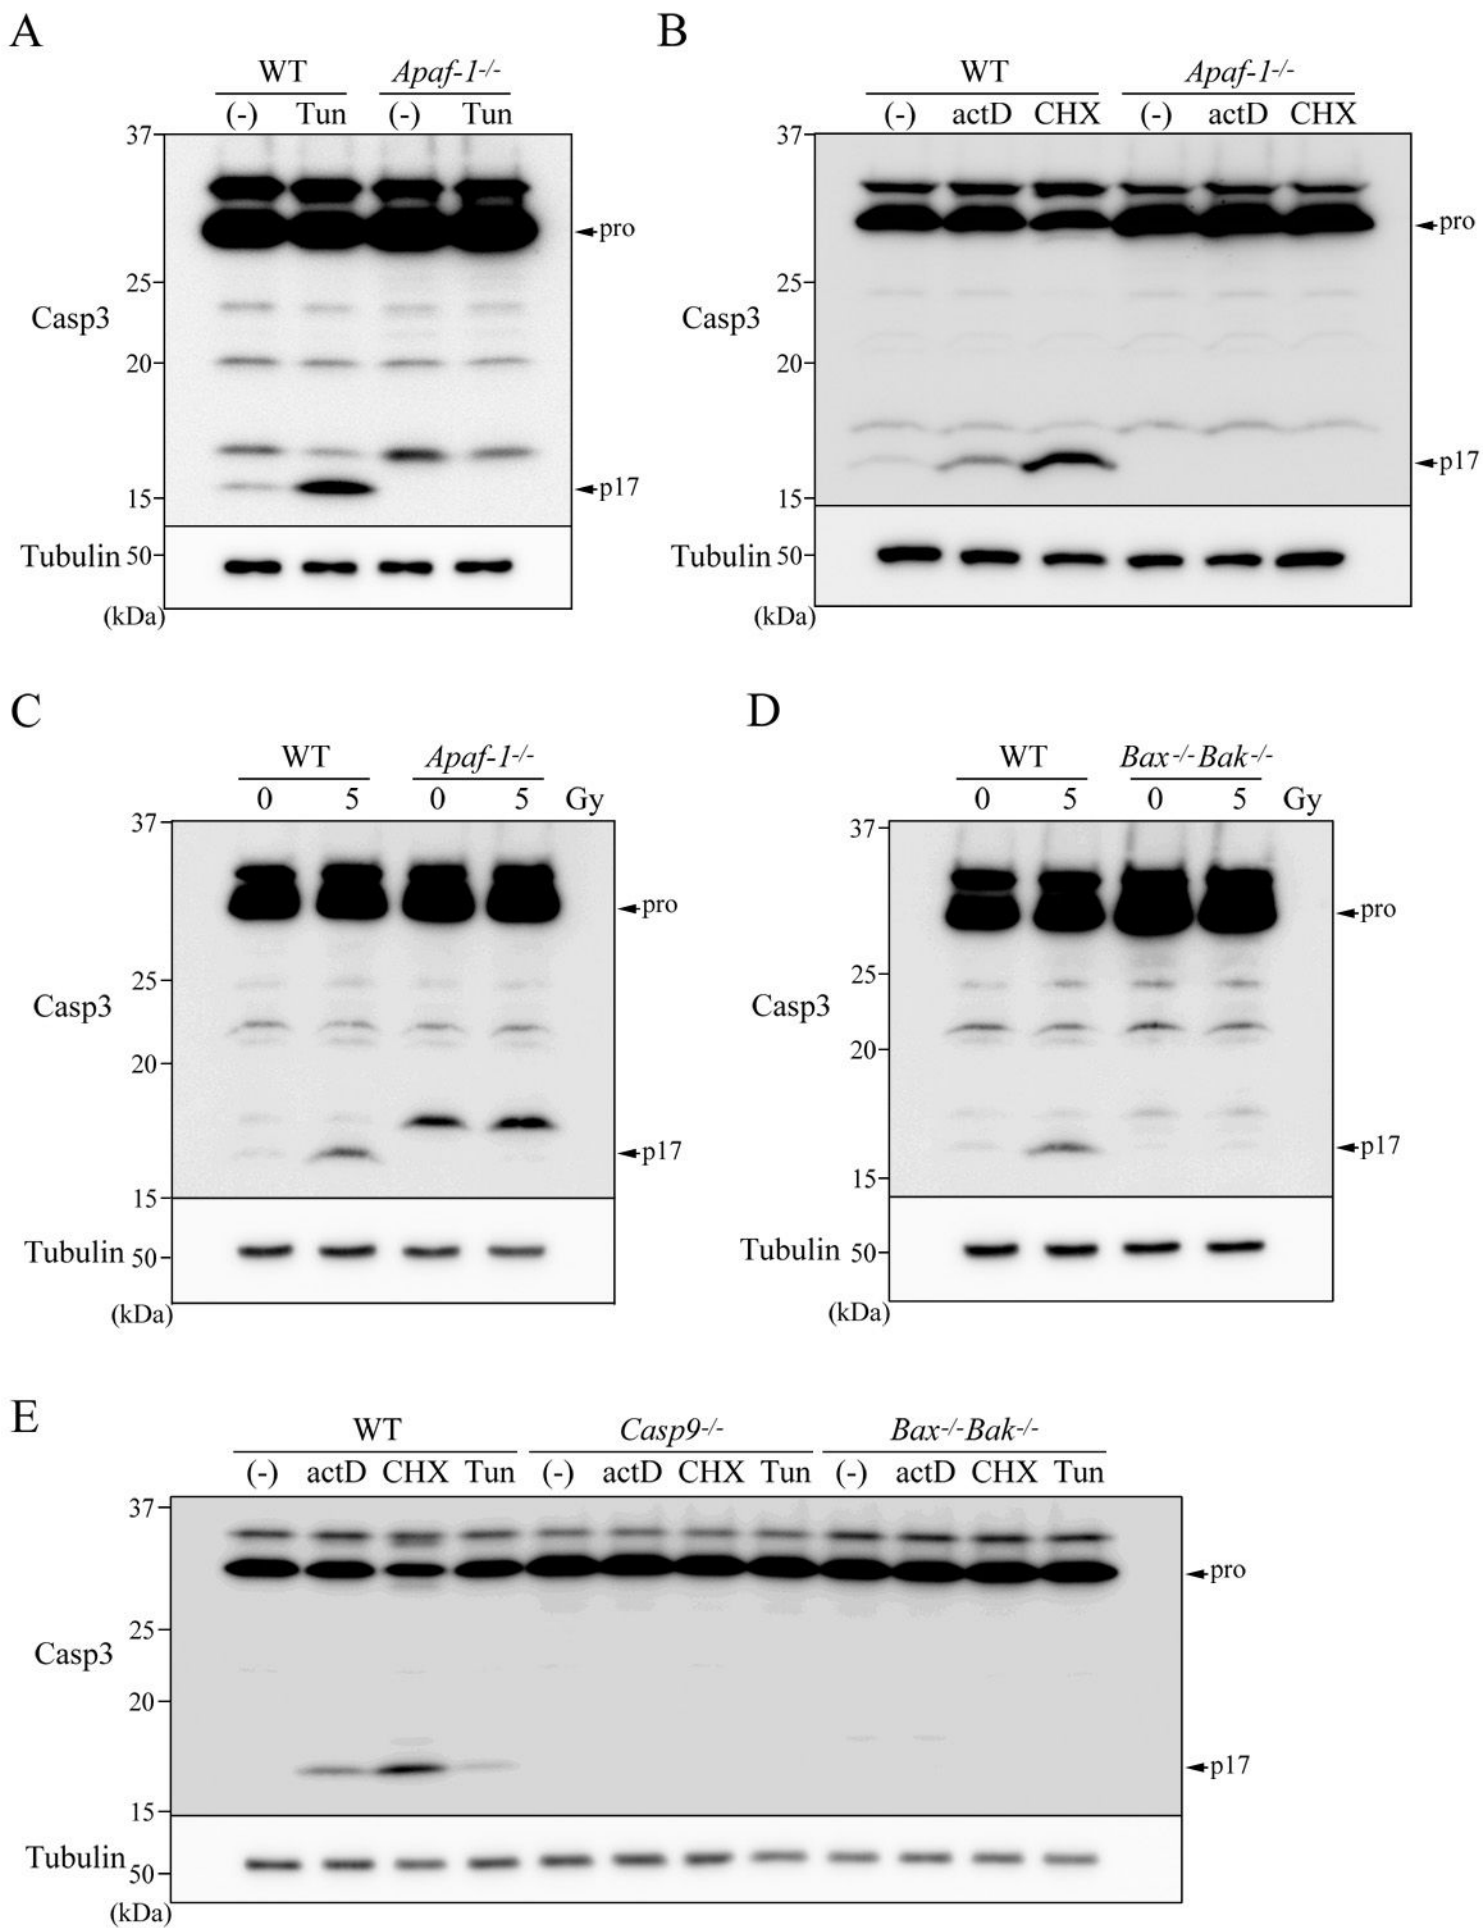 A
WT Apaf-1-/-
(-) Tun (-) Tun
37
pro
25
Casp3
20
p17
15
Tubulin 50
(kDa)
B
WT Apaf-1-/-
(-) actD CHX (-) actD CHX
37
pro
25
Casp3
20
p17
15
Tubulin 50
(kDa)
C
WT Apaf-1-/-
0 5 0 5 Gy
37
pro
25
Casp3
20
p17
15
Tubulin 50
(kDa)
D
WT Bax-/-Bak-/-
0 5 0 5 Gy
37
pro
25
Casp3
20
p17
15
Tubulin 50
(kDa)
E
WT Casp9-/- Bax-/-Bak-/-
(-) actD CHX Tun (-) actD CHX Tun (-) actD CHX Tun
37
pro
25
Casp3
20
p17
15
Tubulin 50
(kDa)